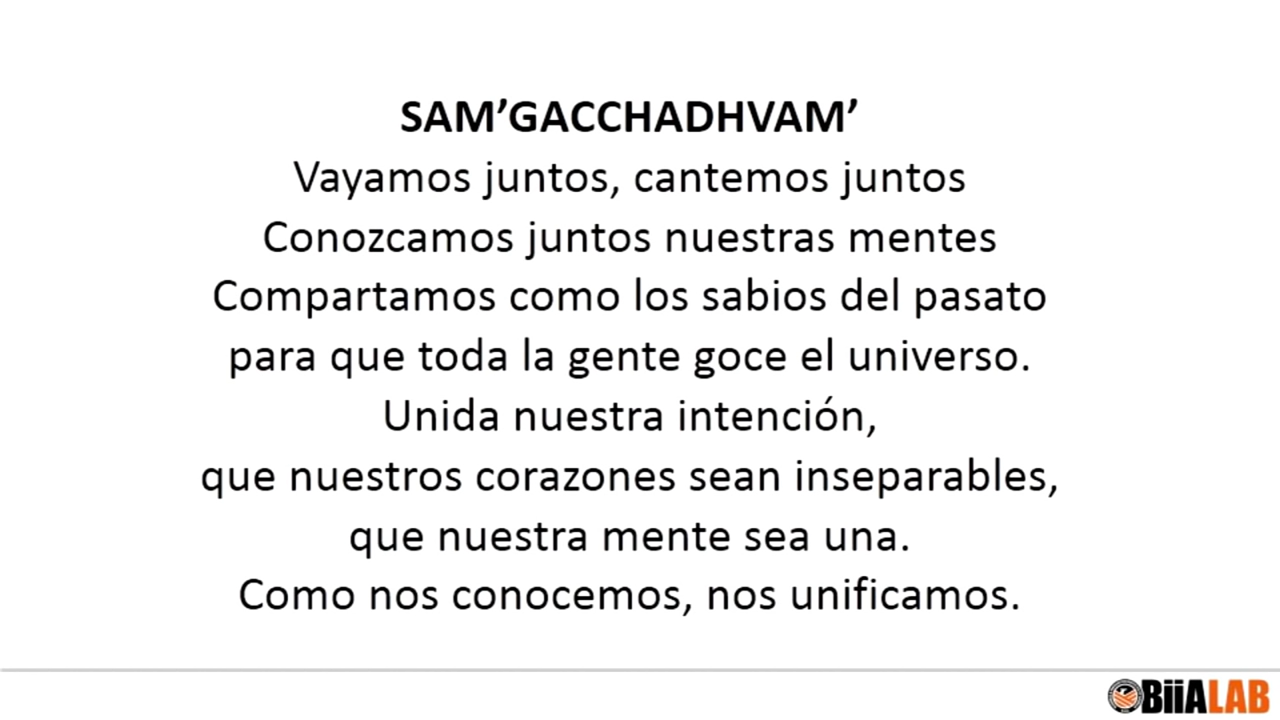 SAM’GACCHADHVAM’
Vayamos juntos, cantemos juntos
Conozcamos juntos nuestras mentes
Compartamos como los sabios del pasato
para que toda la gente goce el universo.
Unida nuestra intención,
que nuestros corazones sean inseparables,
que nuestra mente sea una.
Como nos conocemos, nos unificamos.
BiiALAB